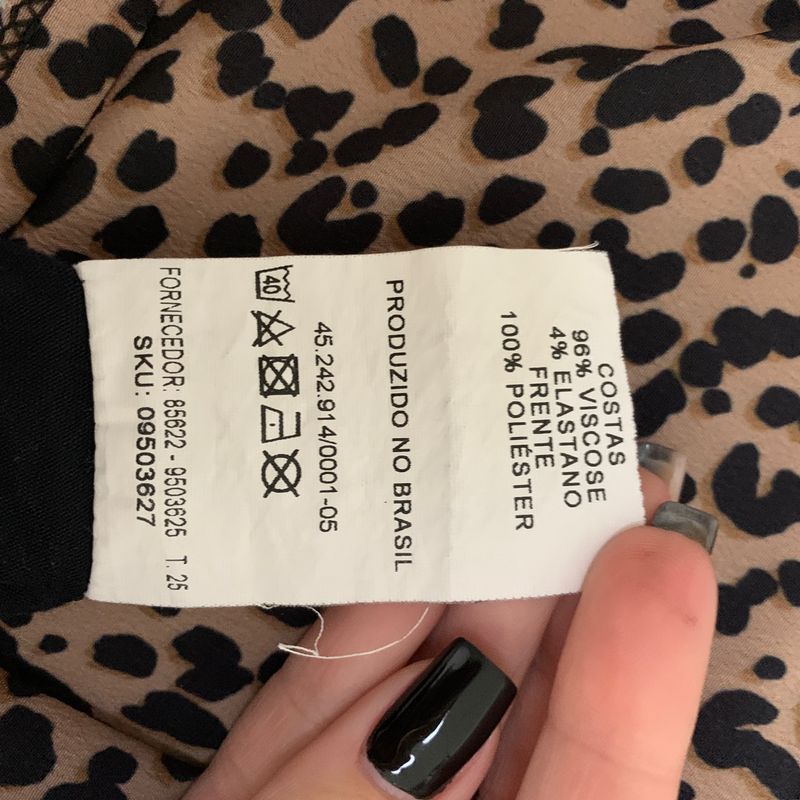 COSTAS
96% VISCOSE
4% ELASTANO
FRENTE
100% POLIÉSTER
PRODUZIDO NO BRASIL
45.242.914/0001-05
40
FORNECEDOR: 85622 - 9503625 T. 25
SKU: 09503627